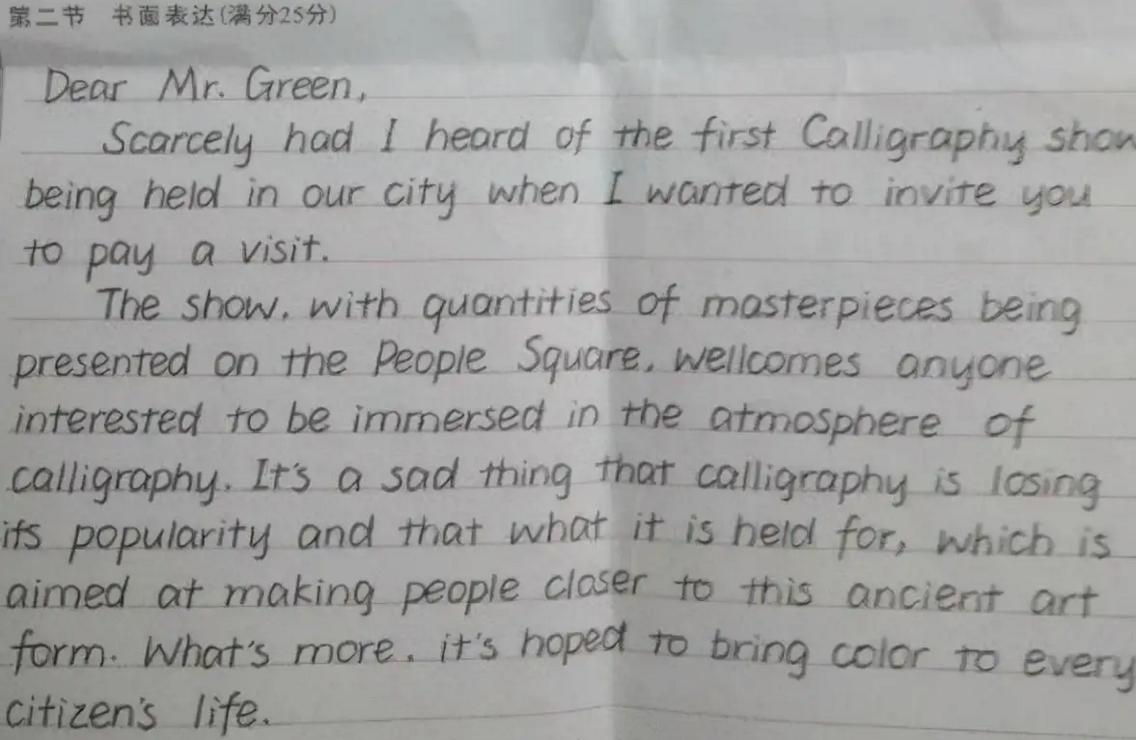 第二节 书面表达(满分25分)
Dear Mr. Green,
Scarcely had I heard of the first Calligraphy show
being held in our city when I wanted to invite you
to pay a visit.
The show, with quantities of masterpieces being
presented on the People Square, wellcomes anyone
interested to be immersed in the atmosphere of
calligraphy. It's a sad thing that calligraphy is losing
its popularity and that what it is held for, which is
aimed at making people closer to this ancient art
form. What's more, it's hoped to bring color to every
citizen's life.